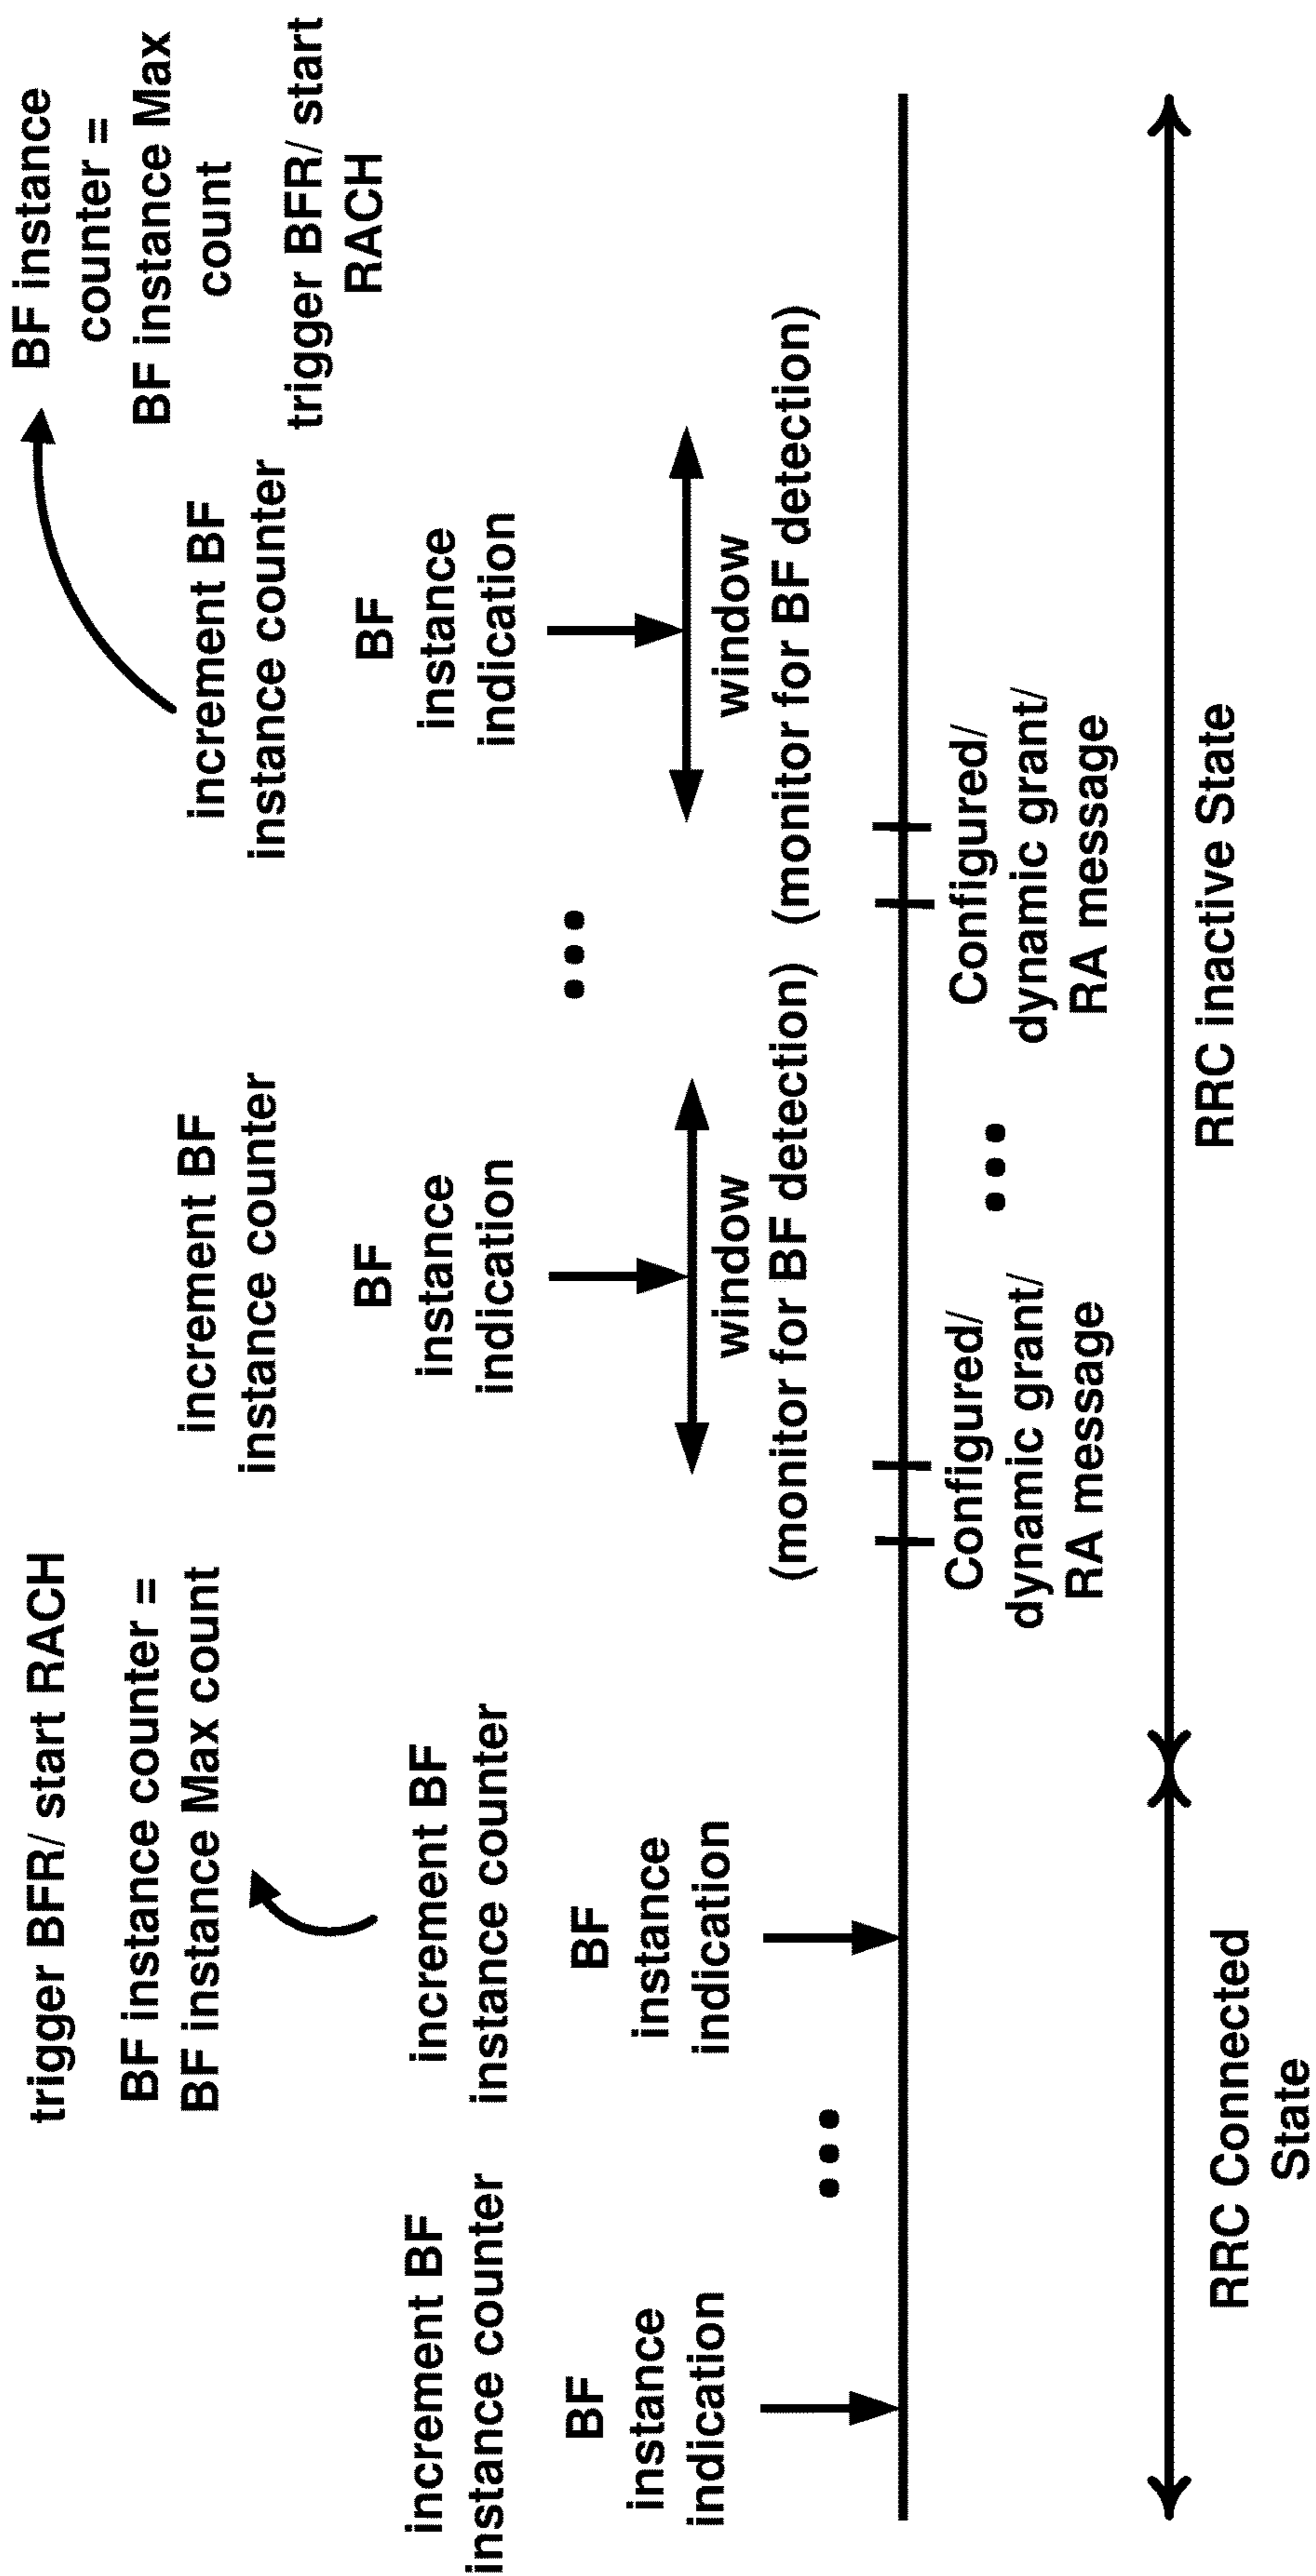 trigger BFR/ start RACH
BF instance counter =
BF instance Max count
increment BF
instance counter
BF
instance
indication
increment BF
instance counter
BF
instance
indication
increment BF
instance counter
BF
instance
indication
window
(monitor for BF detection)
BF instance
counter =
BF instance Max
count
trigger BFR/ start
RACH
increment BF
instance counter
BF
instance
indication
window
(monitor for BF detection)
Configured/
dynamic grant/
RA message
Configured/
dynamic grant/
RA message
RRC Connected
State
RRC inactive State